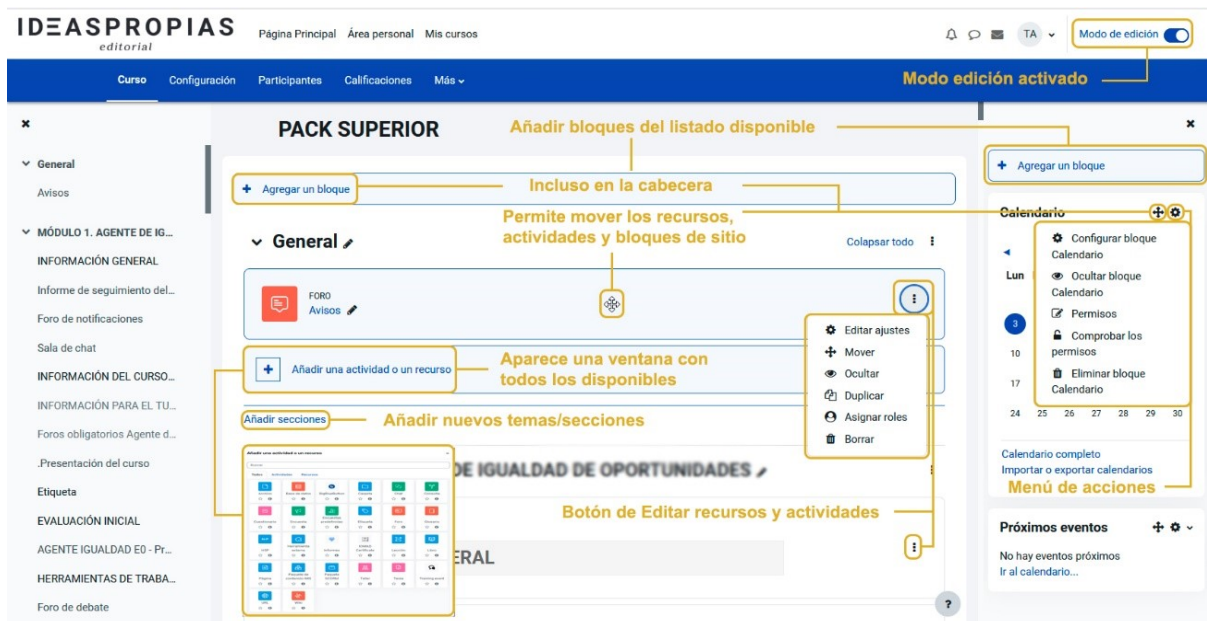 IDEASPROPIAS
editorial
Página Principal Área personal Mis cursos
TA
Modo de edición
Curso Configuración Participantes Calificaciones Más
Modo edición activado
General
Avisos
MÓDULO 1. AGENTE DE IG...
INFORMACIÓN GENERAL
Informe de seguimiento del...
Foro de notificaciones
Sala de chat
INFORMACIÓN DEL CURSO...
INFORMACIÓN PARA EL TU...
Foros obligatorios Agente d...
.Presentación del curso
Etiqueta
EVALUACIÓN INICIAL
AGENTE IGUALDAD E0 - Pr...
HERRAMIENTAS DE TRABA...
Foro de debate
PACK SUPERIOR
Añadir bloques del listado disponible
+ Agregar un bloque
Incluso en la cabecera
Permite mover los recursos,
actividades y bloques de sitio
General
Colapsar todo
FORO
Avisos
Editar ajustes
Mover
Ocultar
Duplicar
Asignar roles
Borrar
+ Añadir una actividad o un recurso
Aparece una ventana con
todos los disponibles
Añadir secciones
Añadir nuevos temas/secciones
Añadir una actividad o un recurso
DE IGUALDAD DE OPORTUNIDADES
Botón de Editar recursos y actividades
ERAL
?
+ Agregar un bloque
Calendario
Configurar bloque
Calendario
Ocultar bloque
Calendario
Permisos
Comprobar los
permisos
Eliminar bloque
Calendario
Lun
3
10
17
24 25 26 27 28 29 30
Calendario completo
Importar o exportar calendarios
Menú de acciones
Próximos eventos
No hay eventos próximos
Ir al calendario...